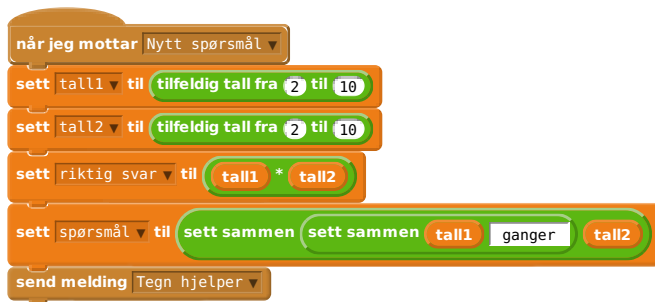 når jeg mottar Nytt spørsmål ▼
sett tall1 ▼ til tilfeldig tall fra 2 til 10
sett tall2 ▼ til tilfeldig tall fra 2 til 10
sett riktig svar ▼ til tall1 * tall2
sett spørsmål ▼ til sett sammen sett sammen tall1 ganger tall2
send melding Tegn hjelper ▼